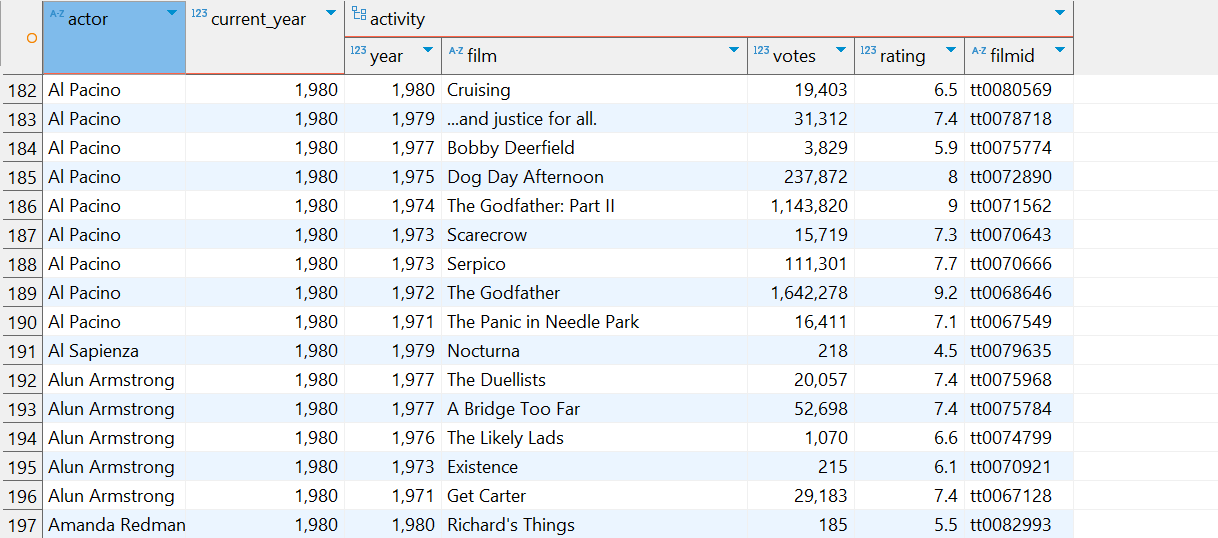 A-Z actor 123 current_year activity
123 year A-Z film 123 votes 123 rating A-Z filmid
182 Al Pacino 1,980 1,980 Cruising 19,403 6.5 tt0080569
183 Al Pacino 1,980 1,979 ...and justice for all. 31,312 7.4 tt0078718
184 Al Pacino 1,980 1,977 Bobby Deerfield 3,829 5.9 tt0075774
185 Al Pacino 1,980 1,975 Dog Day Afternoon 237,872 8 tt0072890
186 Al Pacino 1,980 1,974 The Godfather: Part II 1,143,820 9 tt0071562
187 Al Pacino 1,980 1,973 Scarecrow 15,719 7.3 tt0070643
188 Al Pacino 1,980 1,973 Serpico 111,301 7.7 tt0070666
189 Al Pacino 1,980 1,972 The Godfather 1,642,278 9.2 tt0068646
190 Al Pacino 1,980 1,971 The Panic in Needle Park 16,411 7.1 tt0067549
191 Al Sapienza 1,980 1,979 Nocturna 218 4.5 tt0079635
192 Alun Armstrong 1,980 1,977 The Duellists 20,057 7.4 tt0075968
193 Alun Armstrong 1,980 1,977 A Bridge Too Far 52,698 7.4 tt0075784
194 Alun Armstrong 1,980 1,976 The Likely Lads 1,070 6.6 tt0074799
195 Alun Armstrong 1,980 1,973 Existence 215 6.1 tt0070921
196 Alun Armstrong 1,980 1,971 Get Carter 29,183 7.4 tt0067128
197 Amanda Redman 1,980 1,980 Richard's Things 185 5.5 tt0082993